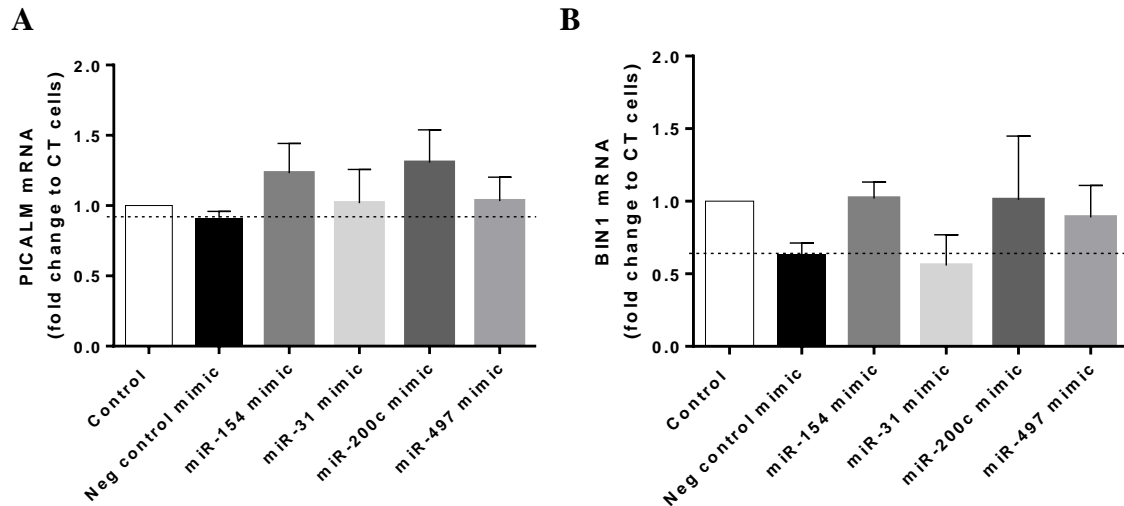 A
PICALM mRNA
(fold change to CT cells)
2.0
1.5
1.0
0.5
0.0
Control
Neg control mimic
miR-154 mimic
miR-31 mimic
miR-200c mimic
miR-497 mimic
B
BIN1 mRNA
(fold change to CT cells)
2.0
1.5
1.0
0.5
0.0
Control
Neg control mimic
miR-154 mimic
miR-31 mimic
miR-200c mimic
miR-497 mimic